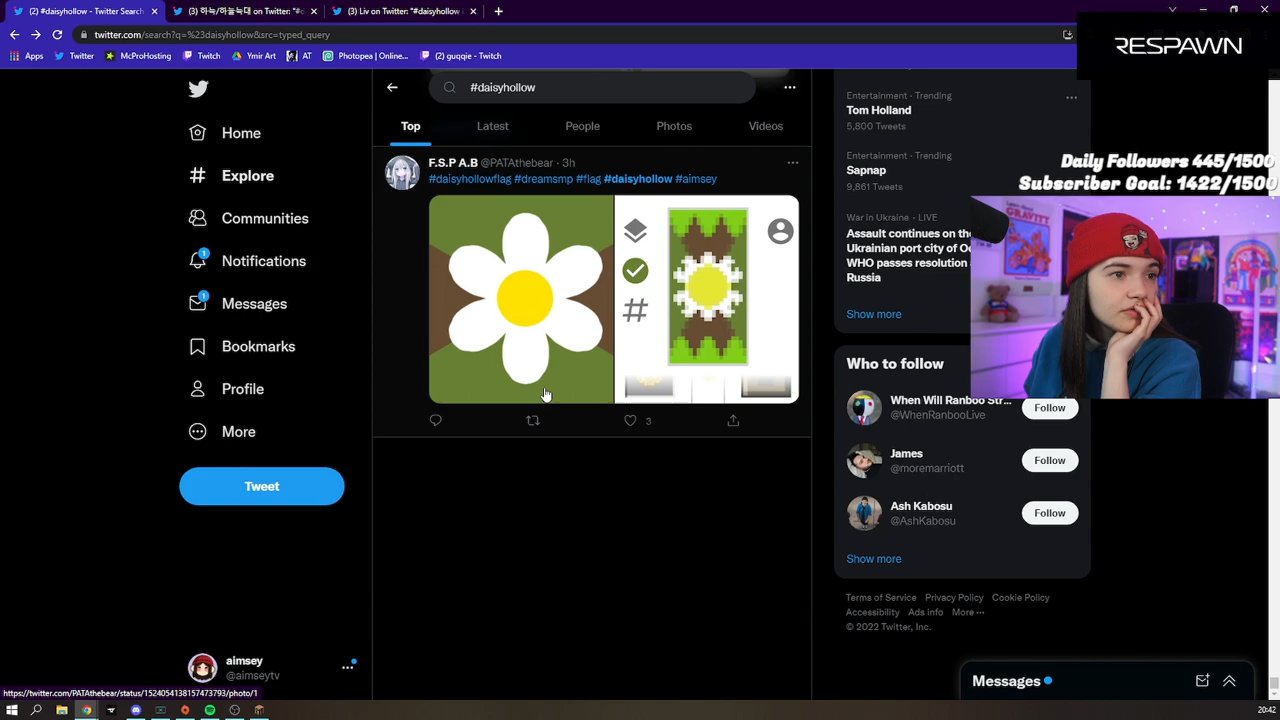 (2) #daisyhollow - Twitter Search
(3) 하눅/하늘늑대 on Twitter: "#d
(3) Liv on Twitter: "#daisyhollow
twitter.com/search?q=%23daisyhollow&src=typed_query
Apps
Twitter
McProHosting
Twitch
Ymir Art
AT
Photopea | Online...
(2) guqqie - Twitch
RESPAWN
Home
Explore
Communities
1
Notifications
1
Messages
Bookmarks
Profile
More
Tweet
aimsey
@aimseytv
https://twitter.com/PATAthebear/status/1524054138157473793/photo/1
#daisyhollow
Top
Latest
People
Photos
Videos
F.S.P A.B @PATAthebear · 3h
#daisyhollowflag #dreamsmp #flag #daisyhollow #aimsey
#
3
Entertainment · Trending
Tom Holland
5,800 Tweets
Entertainment · Trending
Sapnap
9,861 Tweets
War in Ukraine · LIVE
Assault continues on the
Ukrainian port city of Od
WHO passes resolution a
Russia
Show more
Daily Followers 445/1500
Subscriber Goal: 1422/1500
Who to follow
When Will Ranboo Str...
@WhenRanbooLive
Follow
James
@moremarriott
Follow
Ash Kabosu
@AshKabosu
Follow
Show more
Terms of Service Privacy Policy Cookie Policy
Accessibility Ads info More ···
© 2022 Twitter, Inc.
Messages
20:42